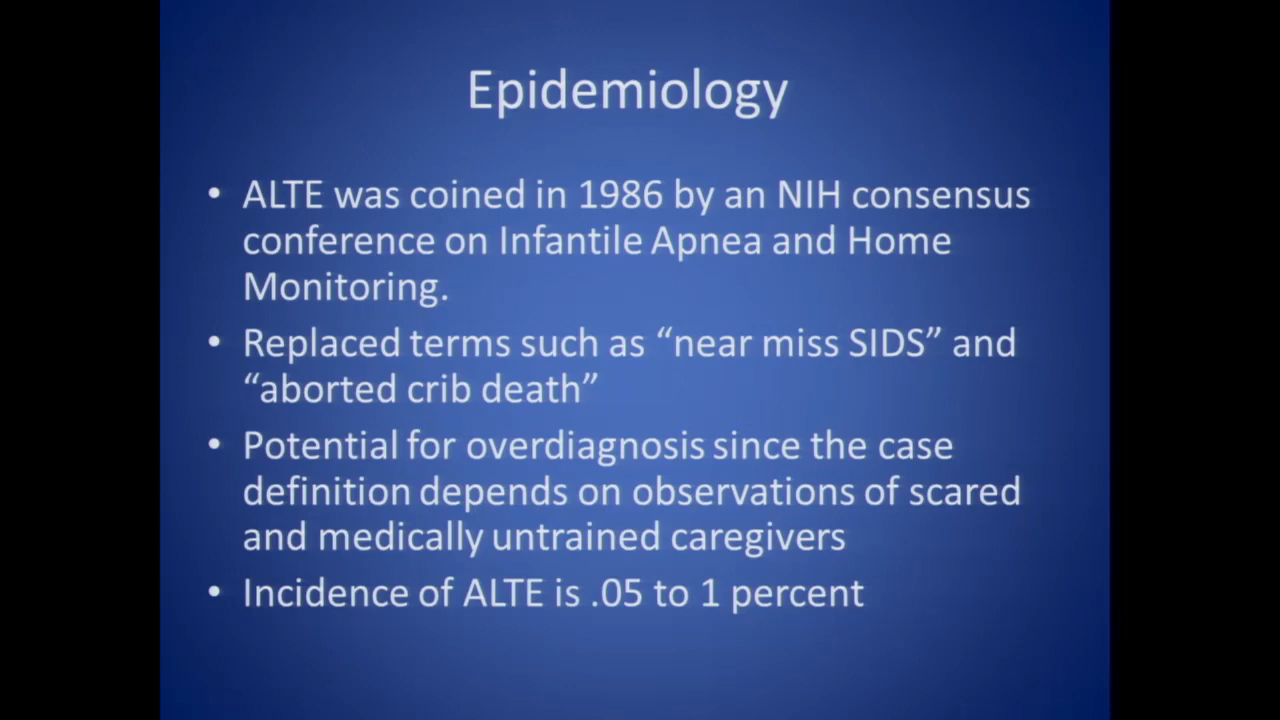 Epidemiology
• ALTE was coined in 1986 by an NIH consensus
conference on Infantile Apnea and Home
Monitoring.
• Replaced terms such as “near miss SIDS” and
“aborted crib death”
• Potential for overdiagnosis since the case
definition depends on observations of scared
and medically untrained caregivers
• Incidence of ALTE is .05 to 1 percent